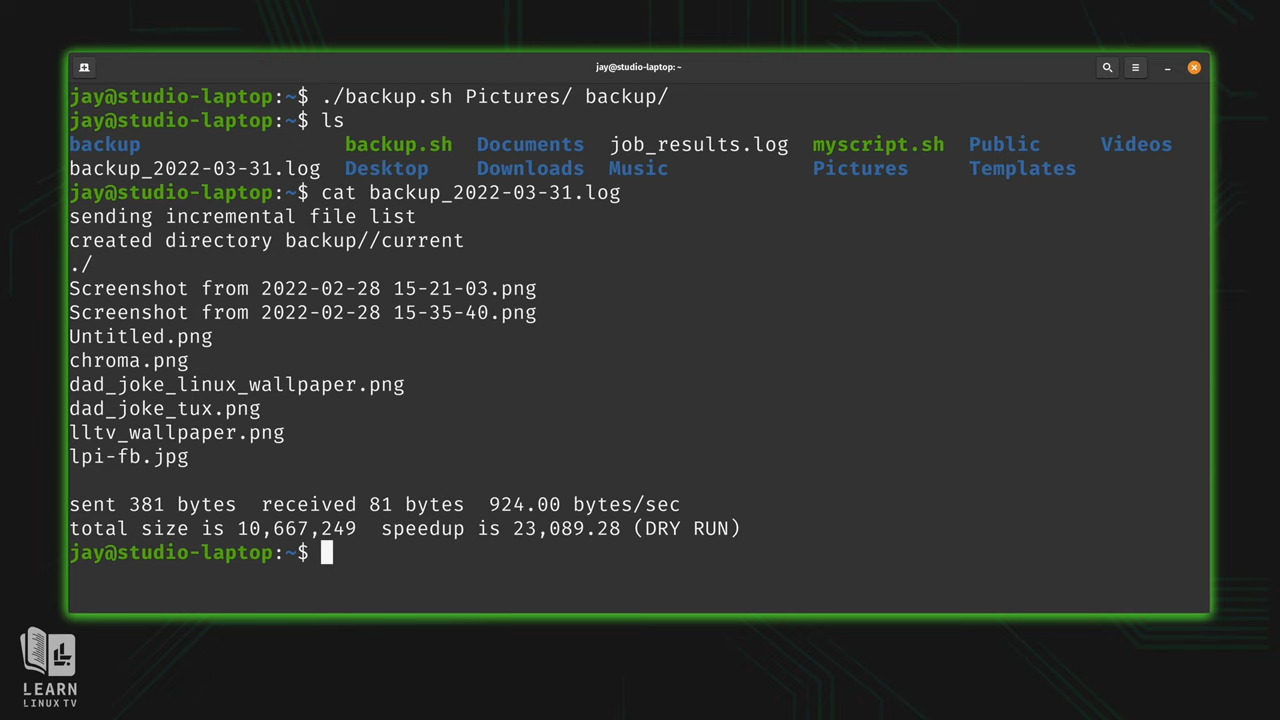 jay@studio-laptop: ~
jay@studio-laptop:~$ ./backup.sh Pictures/ backup/
jay@studio-laptop:~$ ls
backup backup.sh Documents job_results.log myscript.sh Public Videos
backup_2022-03-31.log Desktop Downloads Music Pictures Templates
jay@studio-laptop:~$ cat backup_2022-03-31.log
sending incremental file list
created directory backup//current
./
Screenshot from 2022-02-28 15-21-03.png
Screenshot from 2022-02-28 15-35-40.png
Untitled.png
chroma.png
dad_joke_linux_wallpaper.png
dad_joke_tux.png
lltv_wallpaper.png
lpi-fb.jpg
sent 381 bytes  received 81 bytes  924.00 bytes/sec
total size is 10,667,249  speedup is 23,089.28 (DRY RUN)
jay@studio-laptop:~$
LEARN
LINUX TV